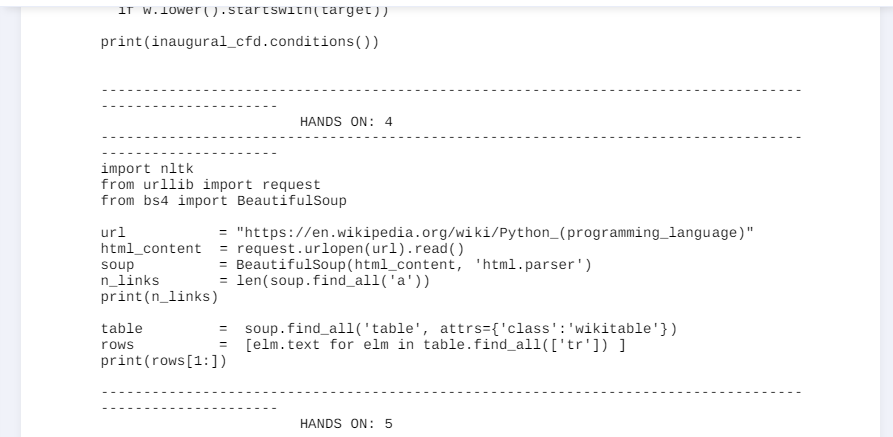 if w.lower().startswith(target))
print(inaugural_cfd.conditions())
-----------------------------------------------------------------------------------
---------------------
HANDS ON: 4
-----------------------------------------------------------------------------------
---------------------
import nltk
from urllib import request
from bs4 import BeautifulSoup
url           = "https://en.wikipedia.org/wiki/Python_(programming_language)"
html_content  = request.urlopen(url).read()
soup          = BeautifulSoup(html_content, 'html.parser')
n_links       = len(soup.find_all('a'))
print(n_links)
table         =  soup.find_all('table', attrs={'class':'wikitable'})
rows          =  [elm.text for elm in table.find_all(['tr']) ]
print(rows[1:])
-----------------------------------------------------------------------------------
---------------------
HANDS ON: 5